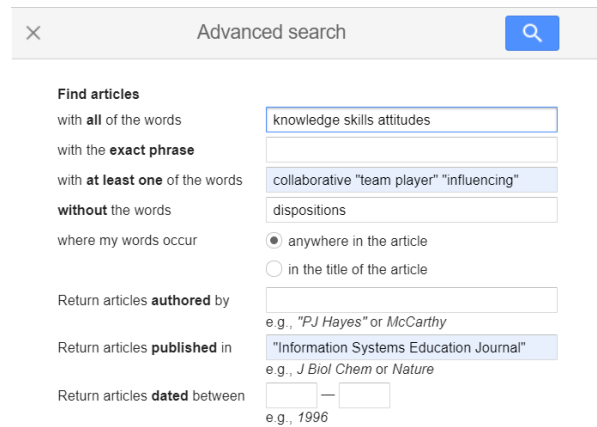 Advanced search
Find articles
with all of the words knowledge skills attitudes
with the exact phrase
with at least one of the words collaborative "team player" "influencing"
without the words dispositions
where my words occur anywhere in the article
in the title of the article
Return articles authored by
e.g., "PJ Hayes" or McCarthy
Return articles published in "Information Systems Education Journal"
e.g., J Biol Chem or Nature
Return articles dated between —
e.g., 1996